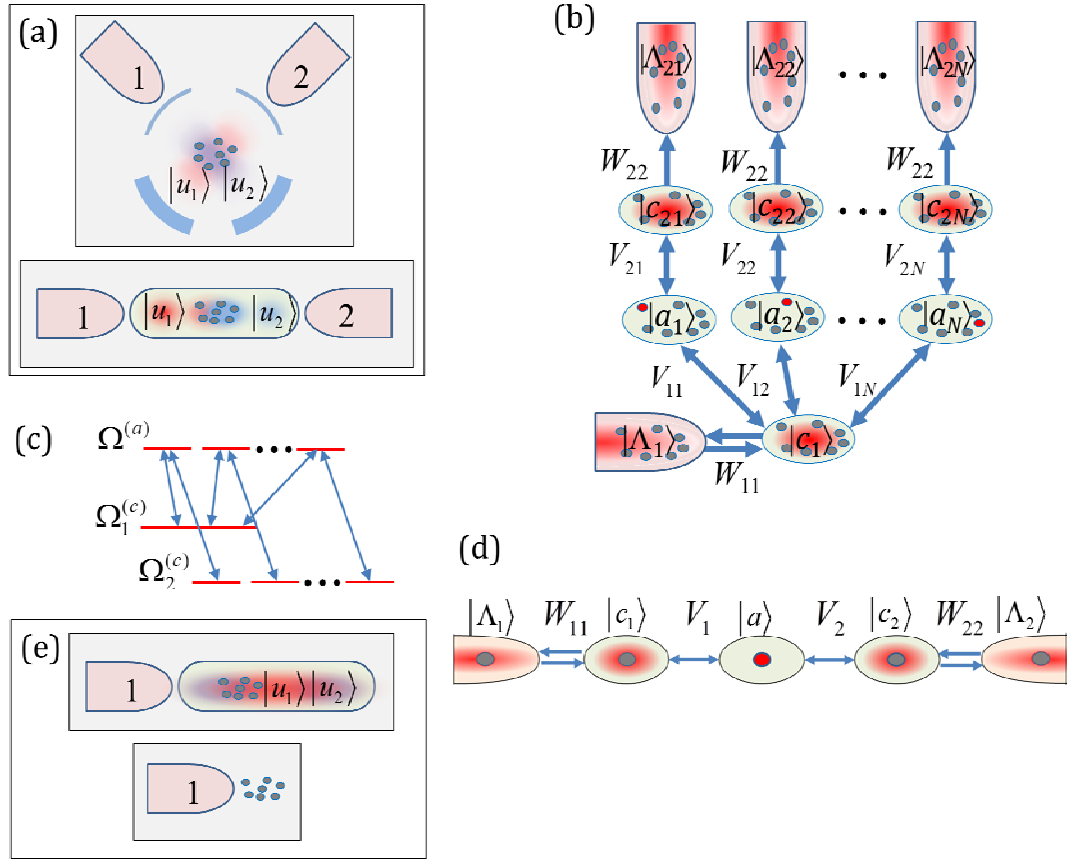 (a)
1
2
|u₁⟩ |u₂⟩
1 |u₁⟩ |u₂⟩ 2
(b)
|Λ₂₁⟩ |Λ₂₂⟩ • • • |Λ₂N⟩
W₂₂ W₂₂ W₂₂
|c₂₁⟩ |c₂₂⟩ • • • |c₂N⟩
V₂₁ V₂₂ V₂N
|a₁⟩ |a₂⟩ • • • |a_N⟩
V₁₁ V₁₂ V₁N
|Λ₁⟩ |c₁⟩
W₁₁
(c)
Ω⁽ᵃ⁾ • • •
Ω₁⁽ᶜ⁾
Ω₂⁽ᶜ⁾ • • •
(d)
|Λ₁⟩ W₁₁ |c₁⟩ V₁ |a⟩ V₂ |c₂⟩ W₂₂ |Λ₂⟩
(e)
1 |u₁⟩|u₂⟩
1